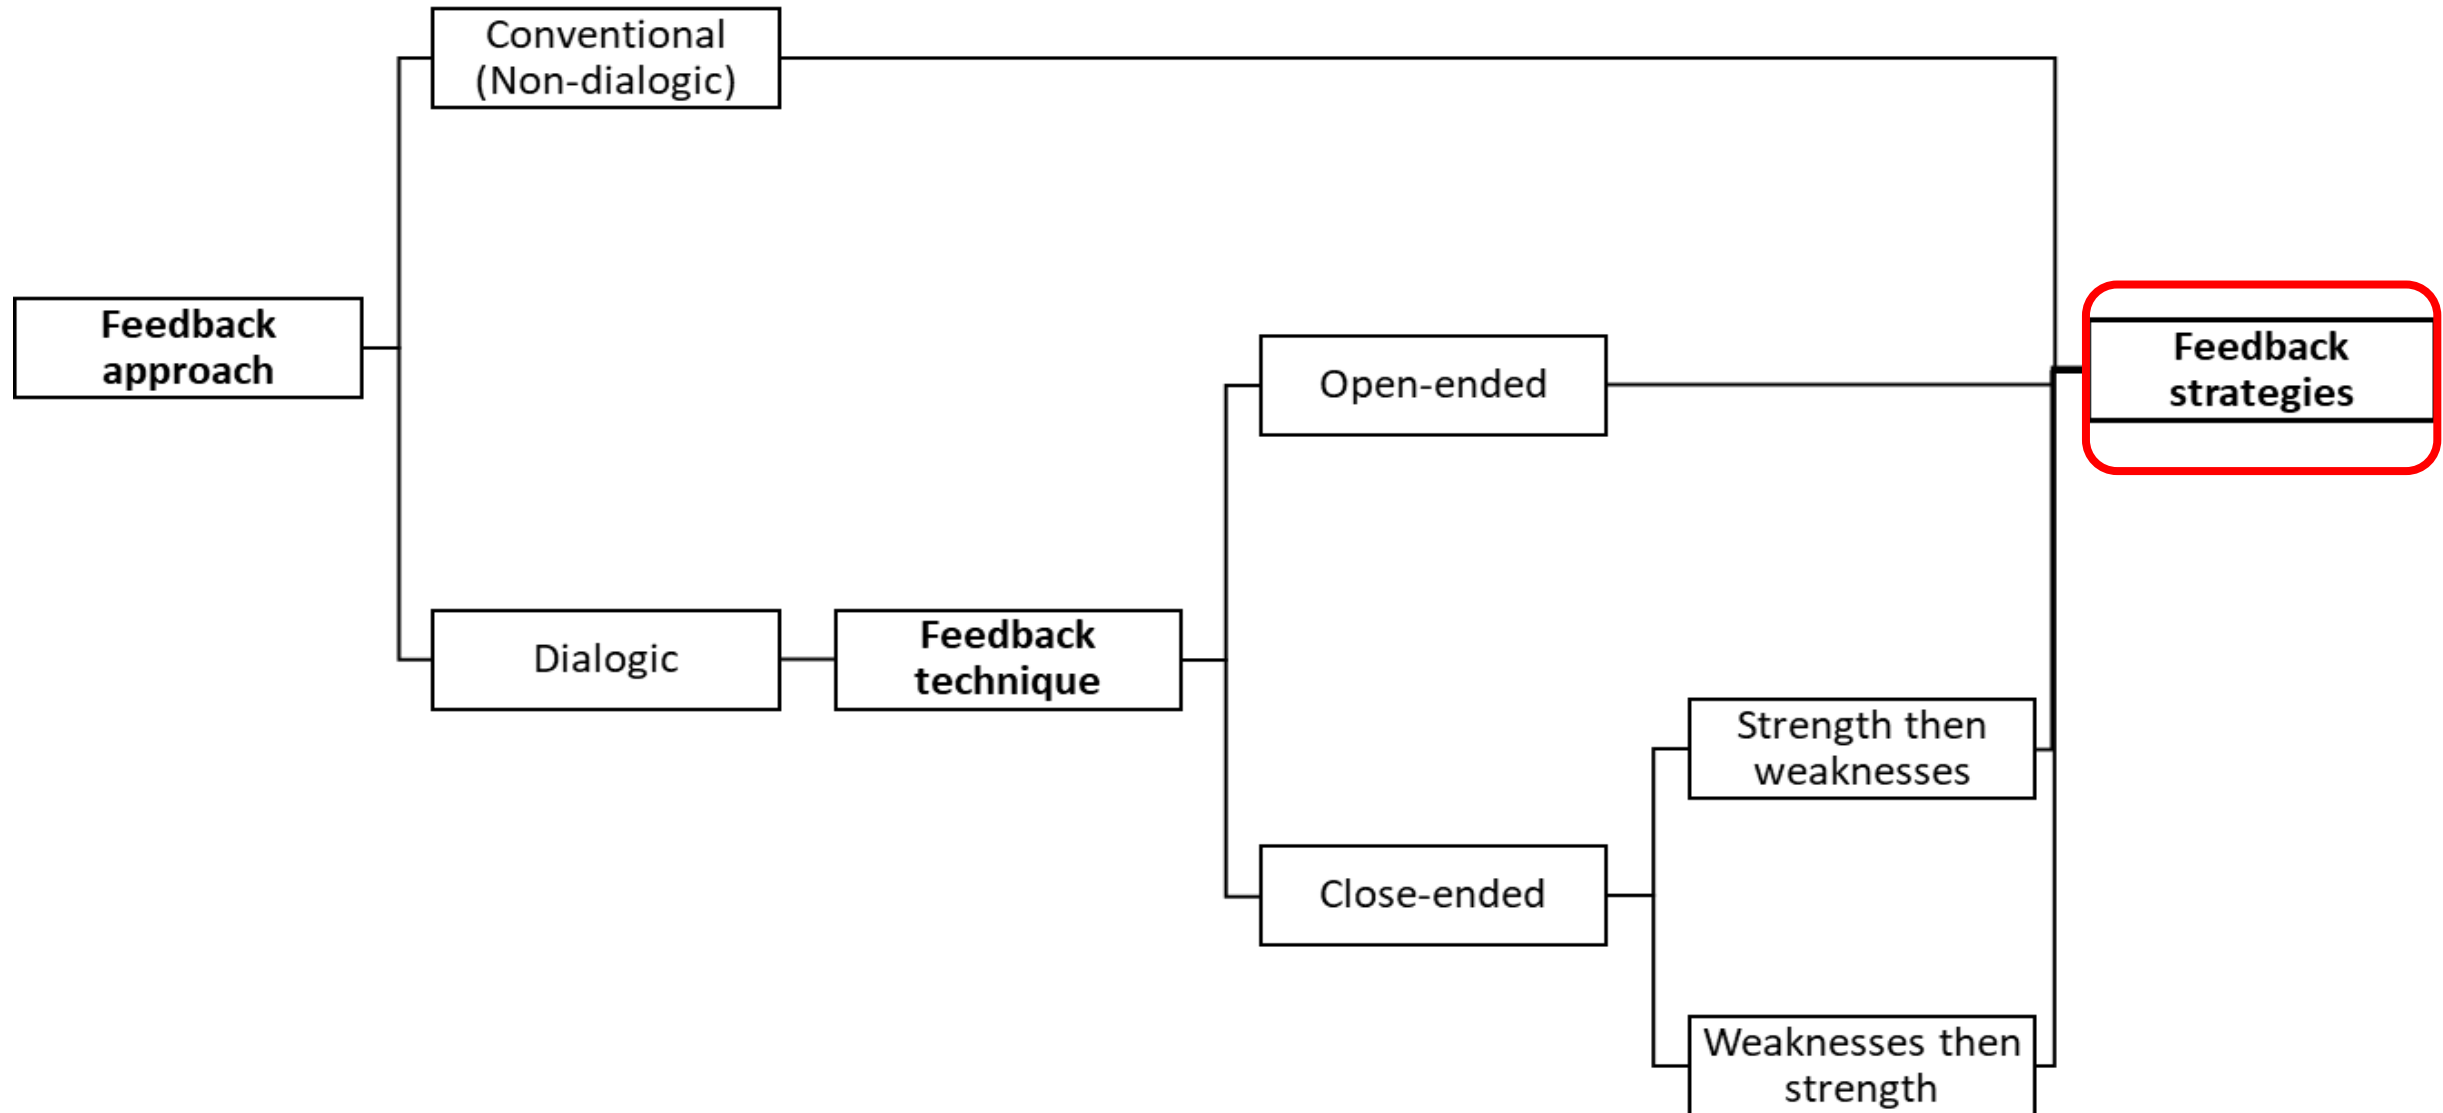 Conventional
(Non-dialogic)
Feedback
approach
Open-ended
Feedback
strategies
Dialogic
Feedback
technique
Strength then
weaknesses
Close-ended
Weaknesses then
strength